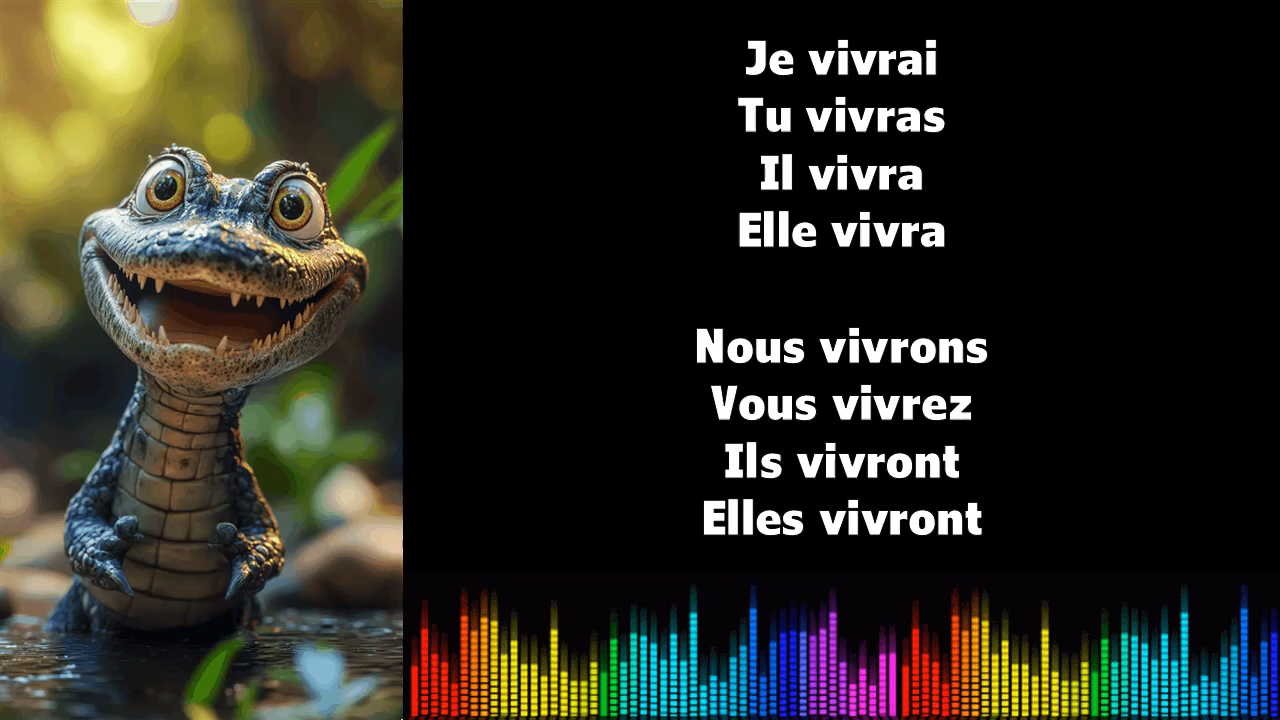 Je vivrai
Tu vivras
Il vivra
Elle vivra
Nous vivrons
Vous vivrez
Ils vivront
Elles vivront